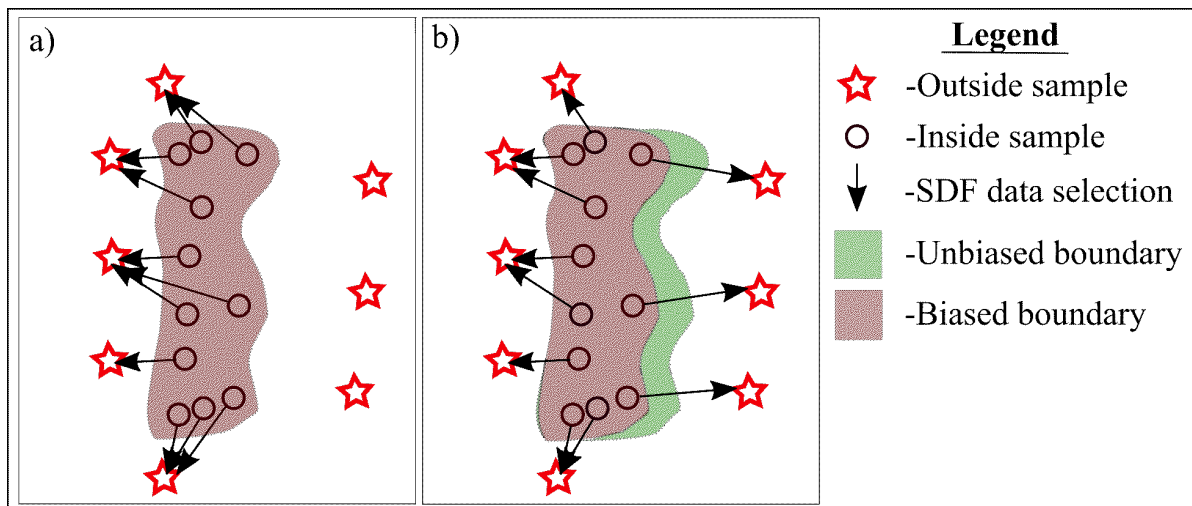 a)
b)
Legend
-Outside sample
-Inside sample
-SDF data selection
-Unbiased boundary
-Biased boundary